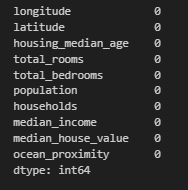 longitude 0
latitude 0
housing_median_age 0
total_rooms 0
total_bedrooms 0
population 0
households 0
median_income 0
median_house_value 0
ocean_proximity 0
dtype: int64